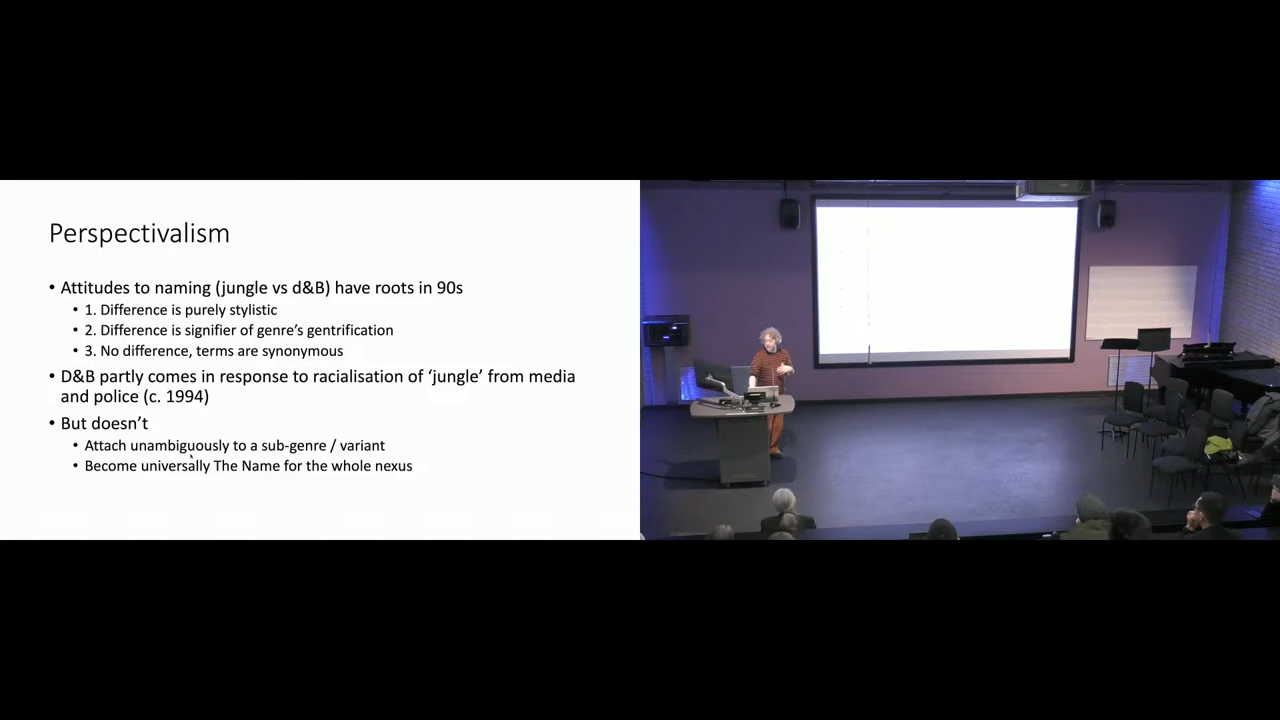 Perspectivalism
• Attitudes to naming (jungle vs d&B) have roots in 90s
• 1. Difference is purely stylistic
• 2. Difference is signifier of genre’s gentrification
• 3. No difference, terms are synonymous
• D&B partly comes in response to racialisation of ‘jungle’ from media
and police (c. 1994)
• But doesn’t
• Attach unambiguously to a sub-genre / variant
• Become universally The Name for the whole nexus